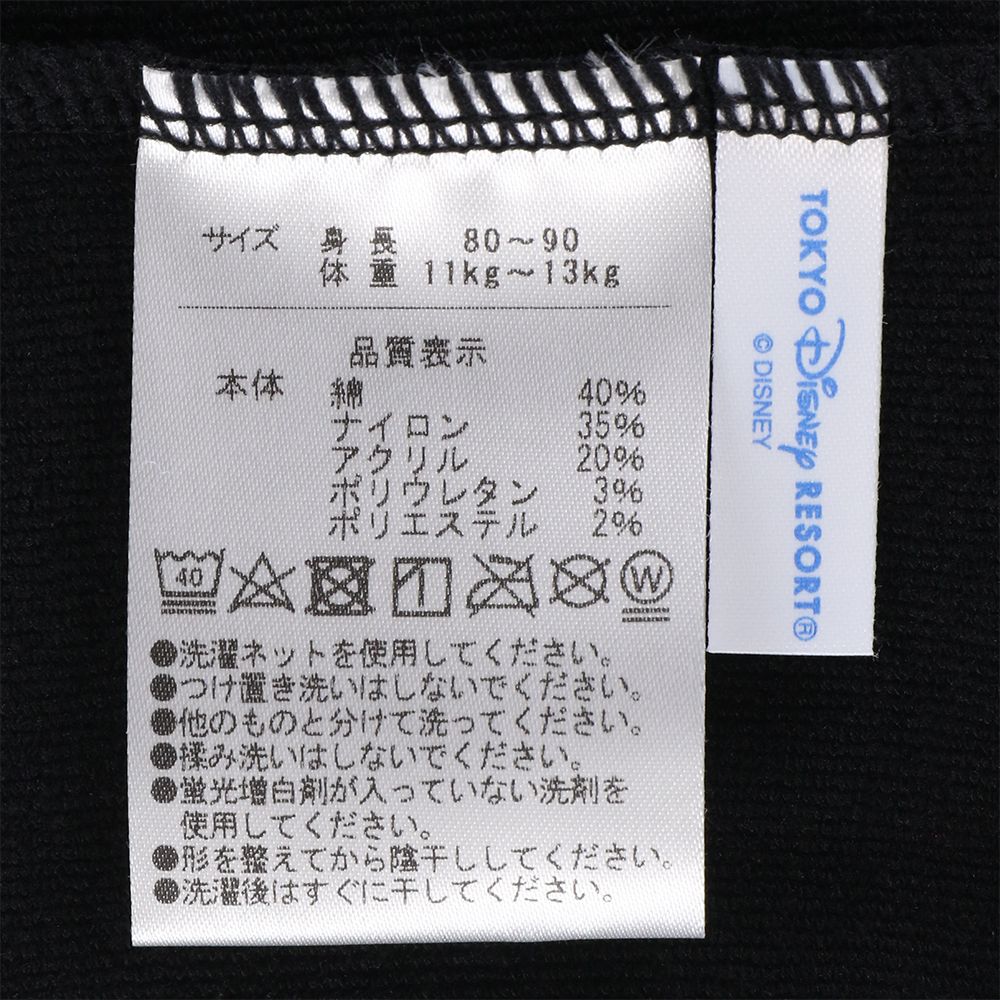 サイズ 身長 80～90
体重 11kg～13kg
品質表示
本体 綿 40%
ナイロン 35%
アクリル 20%
ポリウレタン 3%
ポリエステル 2%
40
W
●洗濯ネットを使用してください。
●つけ置き洗いはしないでください。
●他のものと分けて洗ってください。
●揉み洗いはしないでください。
●蛍光増白剤が入っていない洗剤を
使用してください。
●形を整えてから陰干ししてください。
●洗濯後はすぐに干してください。
TOKYO Disney RESORT®
© DISNEY